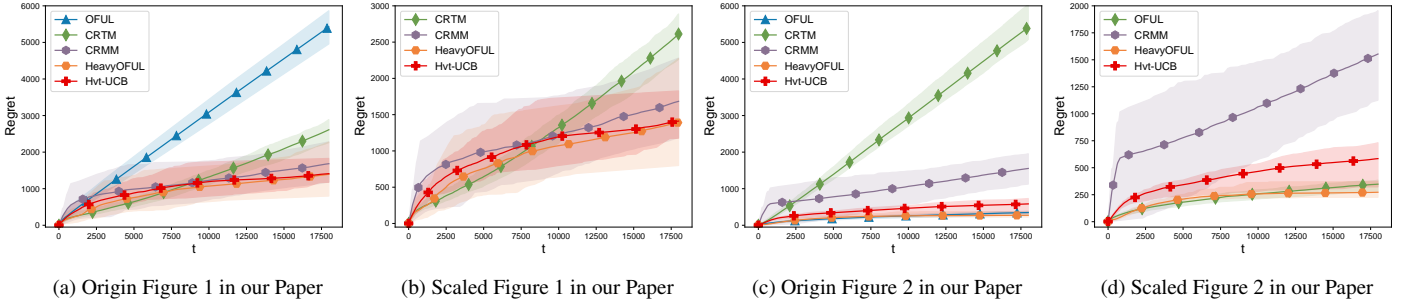 OFUL
CRTM
CRMM
HeavyOFUL
Hvt-UCB
Regret
6000
5000
4000
3000
2000
1000
0
0 2500 5000 7500 10000 12500 15000 17500
t
(a) Origin Figure 1 in our Paper
CRTM
CRMM
HeavyOFUL
Hvt-UCB
Regret
3000
2500
2000
1500
1000
500
0
0 2500 5000 7500 10000 12500 15000 17500
t
(b) Scaled Figure 1 in our Paper
OFUL
CRTM
CRMM
HeavyOFUL
Hvt-UCB
Regret
6000
5000
4000
3000
2000
1000
0
0 2500 5000 7500 10000 12500 15000 17500
t
(c) Origin Figure 2 in our Paper
OFUL
CRMM
HeavyOFUL
Hvt-UCB
Regret
2000
1750
1500
1250
1000
750
500
250
0
0 2500 5000 7500 10000 12500 15000 17500
t
(d) Scaled Figure 2 in our Paper